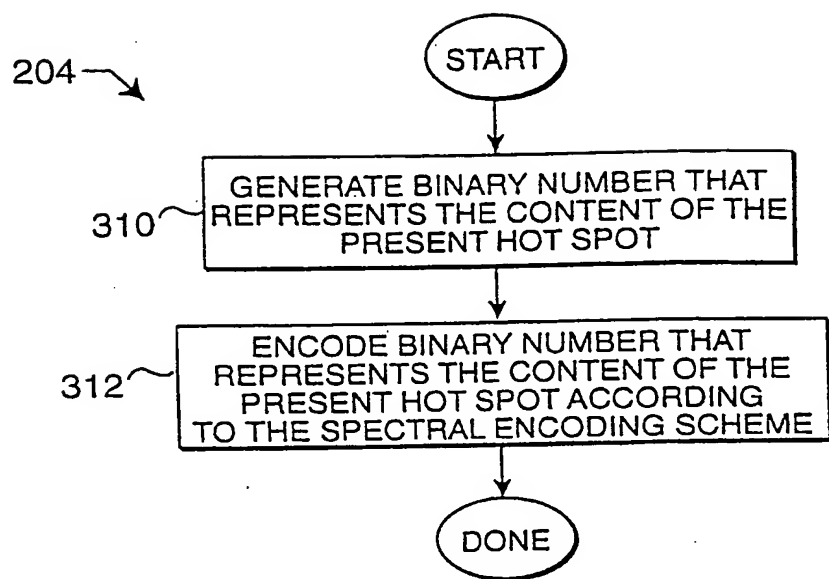 204
START
310
GENERATE BINARY NUMBER THAT
REPRESENTS THE CONTENT OF THE
PRESENT HOT SPOT.
312
ENCODE BINARY NUMBER THAT
REPRESENTS THE CONTENT OF THE
PRESENT HOT SPOT ACCORDING
TO THE SPECTRAL ENCODING SCHEME
DONE